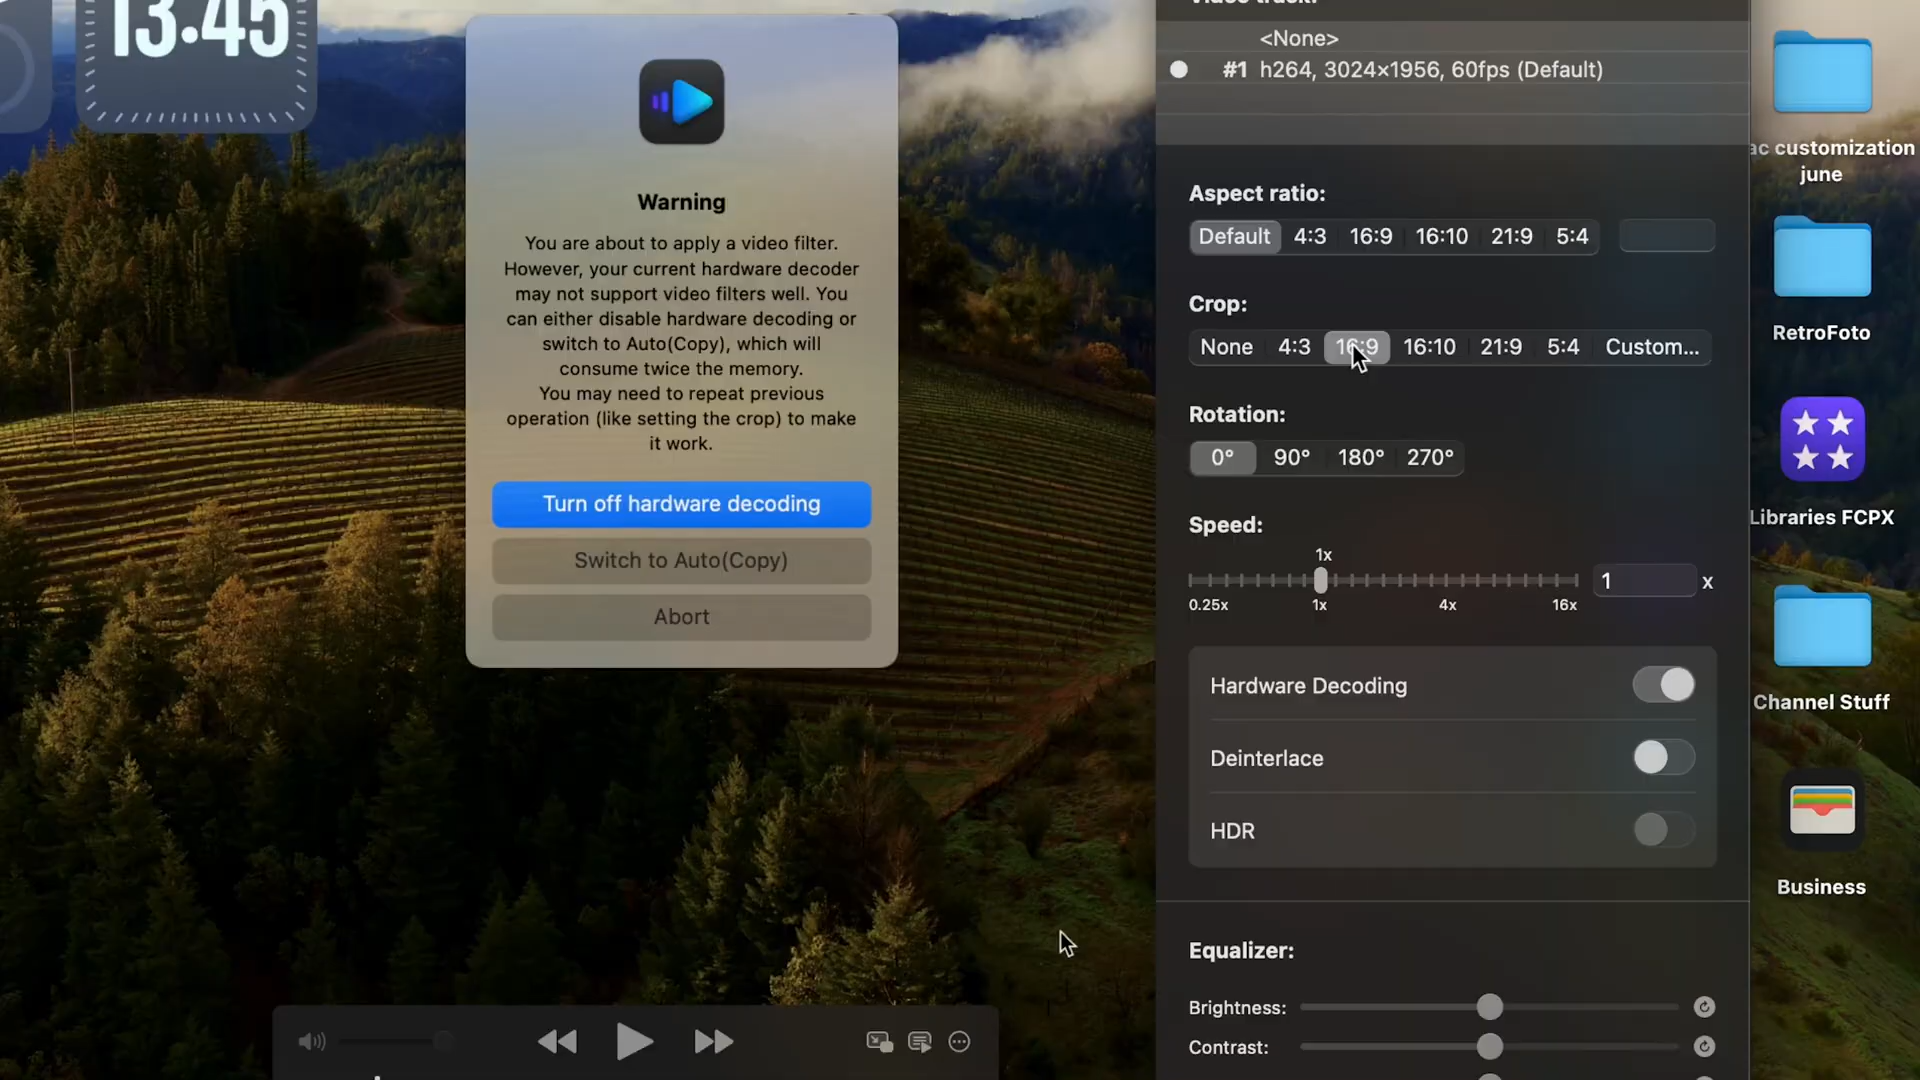 13:45
Warning
You are about to apply a video filter.
However, your current hardware decoder
may not support video filters well. You
can either disable hardware decoding or
switch to Auto(Copy), which will
consume twice the memory.
You may need to repeat previous
operation (like setting the crop) to make
it work.
Turn off hardware decoding
Switch to Auto(Copy)
Abort
Video track:
<None>
#1 h264, 3024×1956, 60fps (Default)
Aspect ratio:
Default 4:3 16:9 16:10 21:9 5:4
Crop:
None 4:3 16:9 16:10 21:9 5:4 Custom...
Rotation:
0° 90° 180° 270°
Speed:
1x
1 x
0.25x 1x 4x 16x
Hardware Decoding
Deinterlace
HDR
Equalizer:
Brightness:
Contrast:
ac customization
june
RetroFoto
Libraries FCPX
Channel Stuff
Business